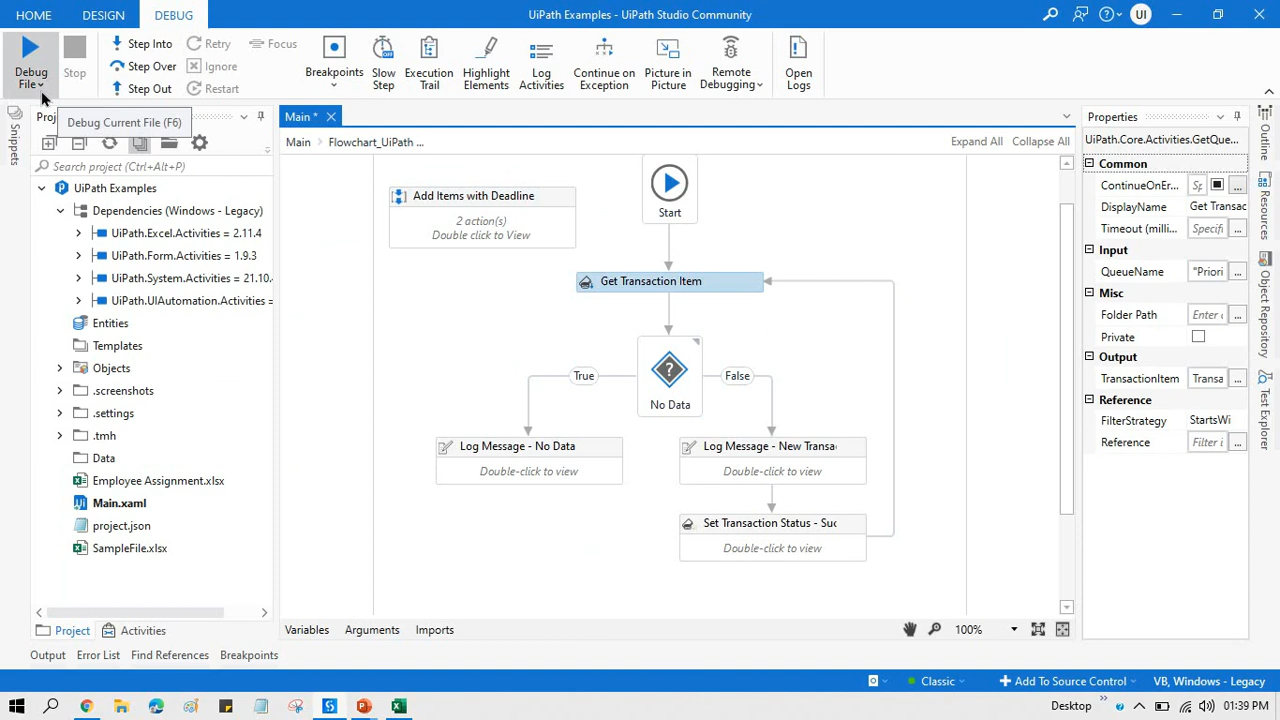 HOME
DESIGN
DEBUG
UiPath Examples - UiPath Studio Community
UI
Debug File
Stop
Step Into
Step Over
Step Out
Retry
Ignore
Restart
Focus
Breakpoints
Slow Step
Execution Trail
Highlight Elements
Log Activities
Continue on Exception
Picture in Picture
Remote Debugging
Open Logs
Debug Current File (F6)
Snippets
Search project (Ctrl+Alt+P)
UiPath Examples
Dependencies (Windows - Legacy)
UiPath.Excel.Activities = 2.11.4
UiPath.Form.Activities = 1.9.3
UiPath.System.Activities = 21.10.
UiPath.UIAutomation.Activities =
Entities
Templates
Objects
.screenshots
.settings
.tmh
Data
Employee Assignment.xlsx
Main.xaml
project.json
SampleFile.xlsx
Project
Activities
Main *
Main
Flowchart_UiPath ...
Expand All
Collapse All
Add Items with Deadline
2 action(s)
Double click to View
Start
Get Transaction Item
No Data
True
False
Log Message - No Data
Double-click to view
Log Message - New Transac
Double-click to view
Set Transaction Status - Suc
Double-click to view
Variables
Arguments
Imports
100%
Properties
UiPath.Core.Activities.GetQue...
Common
ContinueOnEr...
DisplayName
Get Transac
Timeout (milli...
Specifi
Input
QueueName
"Priori
Misc
Folder Path
Enter
Private
Output
TransactionItem
Transa
Reference
FilterStrategy
StartsWi
Reference
Filter
Outline
Resources
Object Repository
Test Explorer
Output
Error List
Find References
Breakpoints
Classic
Add To Source Control
VB, Windows - Legacy
Desktop
01:39 PM